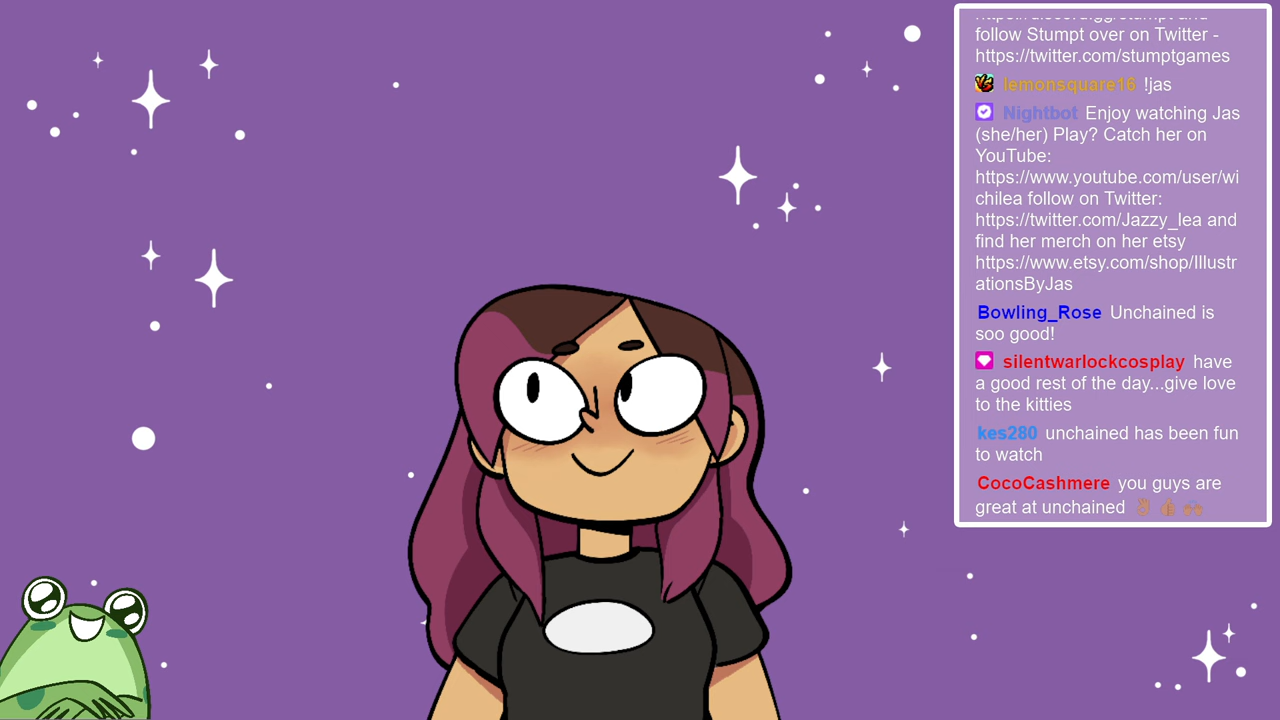 follow Stumpt over on Twitter -
https://twitter.com/stumptgames
lemonsquare16 !jas
Nightbot Enjoy watching Jas
(she/her) Play? Catch her on
YouTube:
https://www.youtube.com/user/wi
chilea follow on Twitter:
https://twitter.com/Jazzy_lea and
find her merch on her etsy
https://www.etsy.com/shop/Illustr
ationsByJas
Bowling_Rose Unchained is
soo good!
silentwarlockcosplay have
a good rest of the day...give love
to the kitties
kes280 unchained has been fun
to watch
CocoCashmere you guys are
great at unchained 👌🏽 👍🏽 🙌🏽